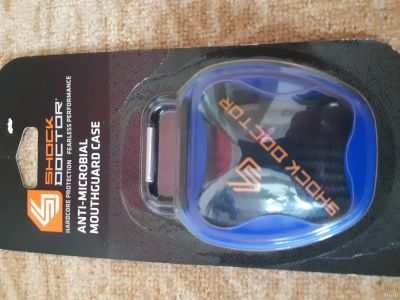 SHOCK
DOCTOR
HARDCORE PROTECTION FEARLESS PERFORMANCE
ANTI-MICROBIAL
MOUTHGUARD CASE
SHOCK DOCTOR